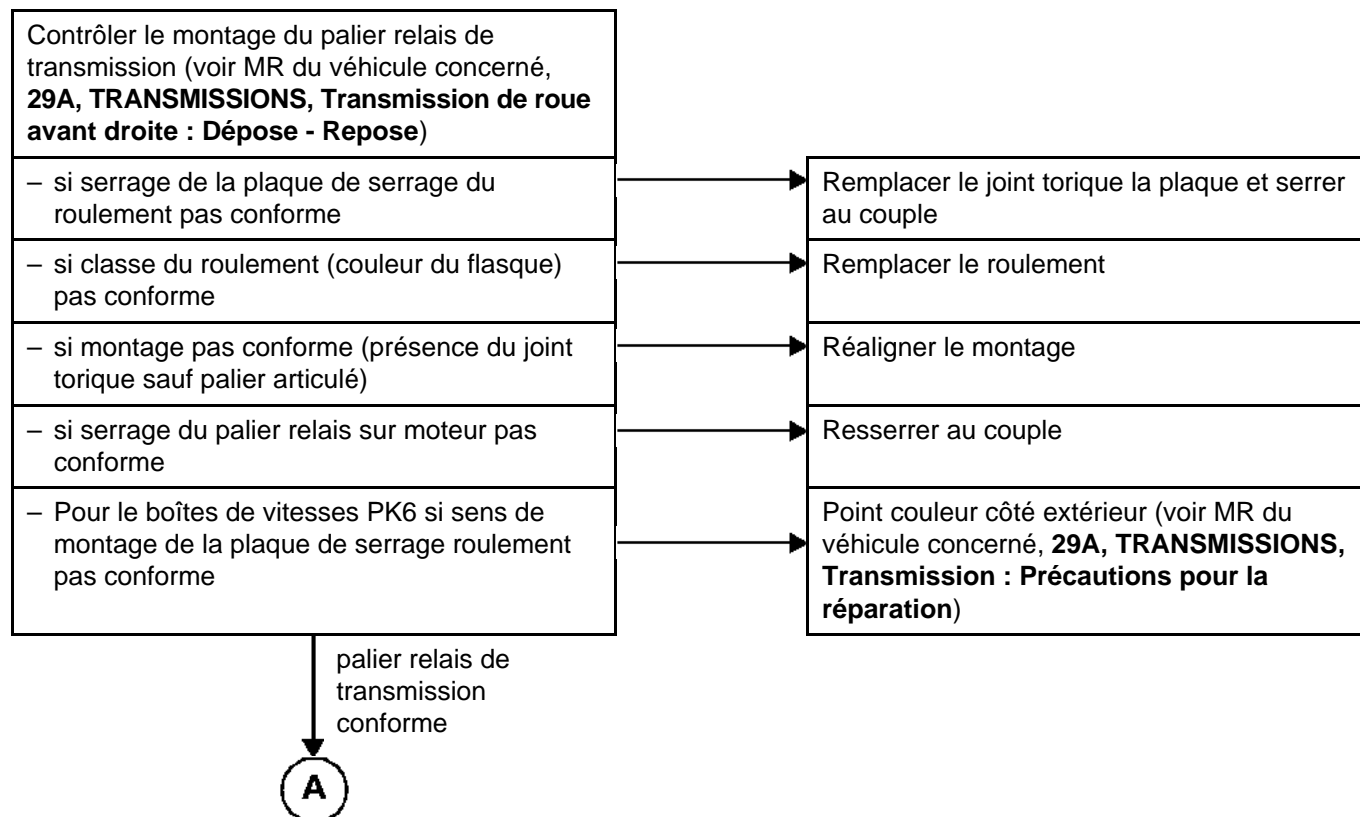 Contrôler le montage du palier relais de
transmission (voir MR du véhicule concerné,
29A, TRANSMISSIONS, Transmission de roue
avant droite : Dépose - Repose)
– si serrage de la plaque de serrage du
roulement pas conforme
Remplacer le joint torique la plaque et serrer
au couple
– si classe du roulement (couleur du flasque)
pas conforme
Remplacer le roulement
– si montage pas conforme (présence du joint
torique sauf palier articulé)
Réaligner le montage
– si serrage du palier relais sur moteur pas
conforme
Resserrer au couple
– Pour le boîtes de vitesses PK6 si sens de
montage de la plaque de serrage roulement
pas conforme
Point couleur côté extérieur (voir MR du
véhicule concerné, 29A, TRANSMISSIONS,
Transmission : Précautions pour la
réparation)
palier relais de
transmission
conforme
A